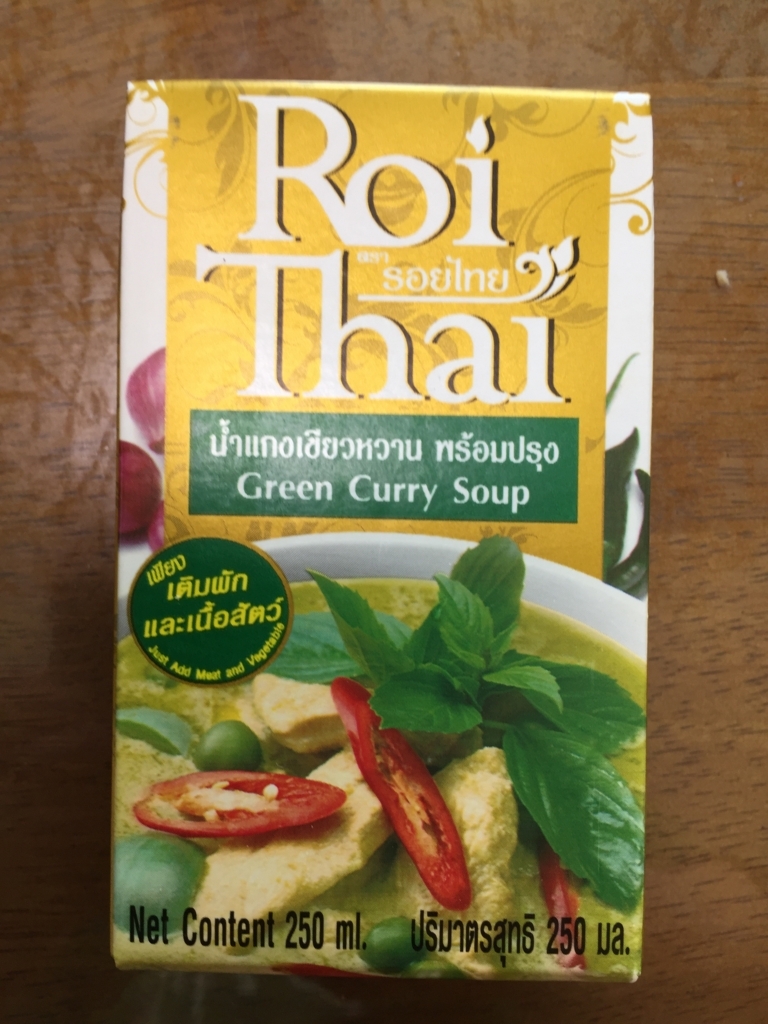 Roi
ตรา
รอยไทย
Thai
น้ำแกงเขียวหวาน พร้อมปรุง
Green Curry Soup
เพียง
เติมผัก
และเนื้อสัตว์
Just Add Meat and Vegetable
Net Content 250 ml. ปริมาตรสุทธิ 250 มล.